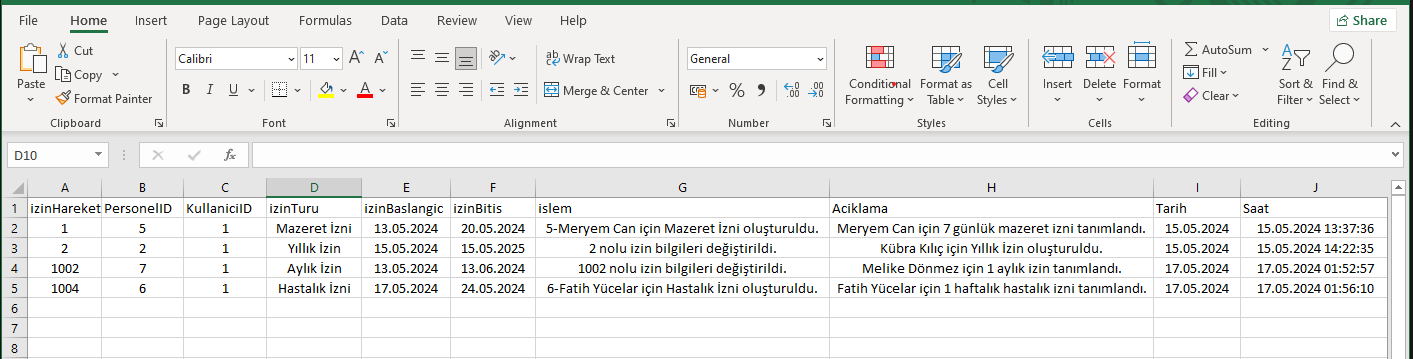 File Home Insert Page Layout Formulas Data Review View Help Share
Paste Cut Copy Format Painter Clipboard
Calibri 11 A A B I U A Font
ab c Wrap Text Merge & Center Alignment
General % 00 0 00 0 Number
Conditional Formatting Format as Table Cell Styles Styles
Insert Delete Format Cells
AutoSum Fill Clear Sort & Filter Find & Select Editing
D10 fx
A B C D E F G H I J
1 izinHareket PersonelID KullaniciID izinTuru izinBaslangic izinBitis islem Aciklama Tarih Saat
2 1 5 1 Mazeret İzni 13.05.2024 20.05.2024 5-Meryem Can için Mazeret İzni oluşturuldu. Meryem Can için 7 günlük mazeret izni tanımlandı. 15.05.2024 15.05.2024 13:37:36
3 2 2 1 Yıllık İzin 15.05.2024 15.05.2025 2 nolu izin bilgileri değiştirildi. Kübra Kılıç için Yıllık İzin oluşturuldu. 15.05.2024 15.05.2024 14:22:35
4 1002 7 1 Aylık İzin 13.05.2024 13.06.2024 1002 nolu izin bilgileri değiştirildi. Melike Dönmez için 1 aylık izin tanımlandı. 17.05.2024 17.05.2024 01:52:57
5 1004 6 1 Hastalık İzni 17.05.2024 24.05.2024 6-Fatih Yücelar için Hastalık İzni oluşturuldu. Fatih Yücelar için 1 haftalık hastalık izni tanımlandı. 17.05.2024 17.05.2024 01:56:10
6
7
8